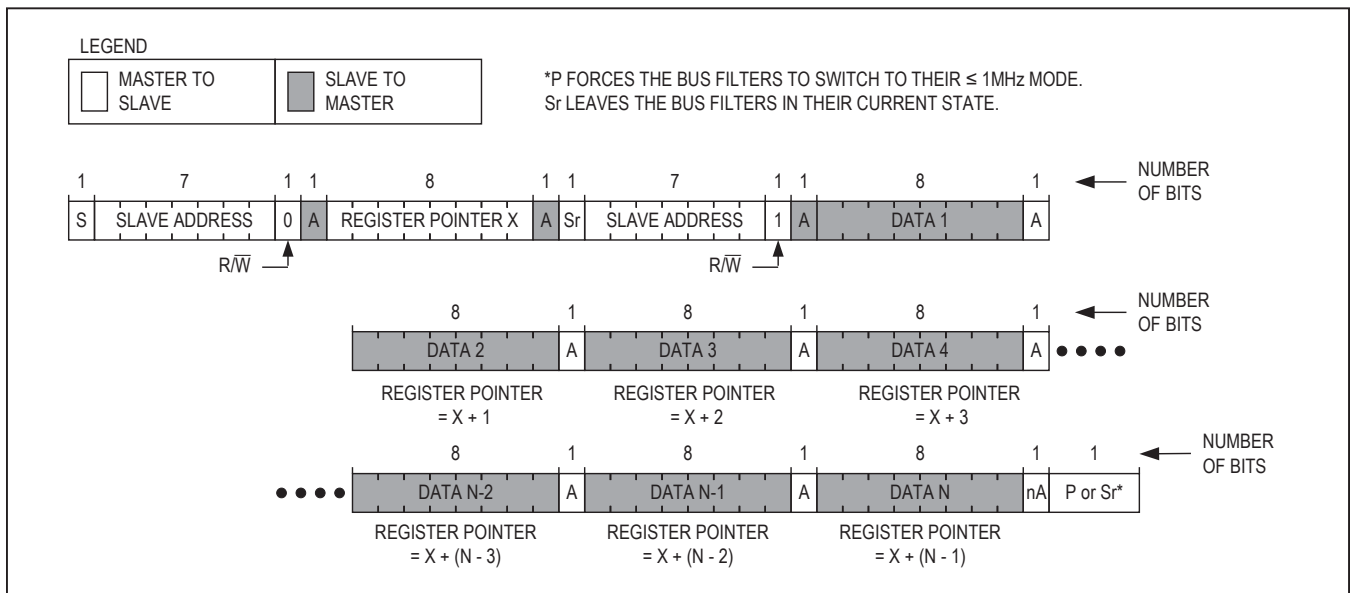 LEGEND
MASTER TO SLAVE
SLAVE TO MASTER
*P FORCES THE BUS FILTERS TO SWITCH TO THEIR ≤ 1MHz MODE.
Sr LEAVES THE BUS FILTERS IN THEIR CURRENT STATE.
1 7 1 1 8 1 1 7 1 1 8 1 NUMBER OF BITS
S SLAVE ADDRESS 0 A REGISTER POINTER X A Sr SLAVE ADDRESS 1 A DATA 1 A
R/W̅ R/W̅
8 1 8 1 8 1 NUMBER OF BITS
DATA 2 A DATA 3 A DATA 4 A
REGISTER POINTER REGISTER POINTER REGISTER POINTER
= X + 1 = X + 2 = X + 3
8 1 8 1 8 1 1 NUMBER OF BITS
DATA N-2 A DATA N-1 A DATA N nA P or Sr*
REGISTER POINTER REGISTER POINTER REGISTER POINTER
= X + (N - 3) = X + (N - 2) = X + (N - 1)